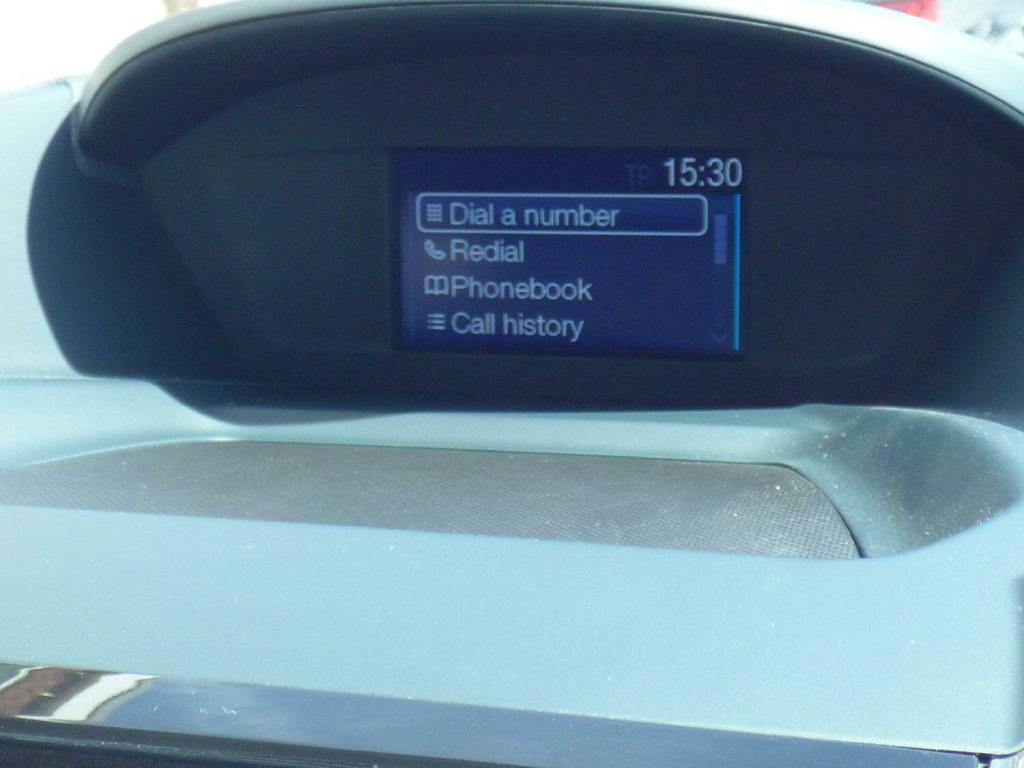 TP 15:30
Dial a number
Redial
Phonebook
Call history